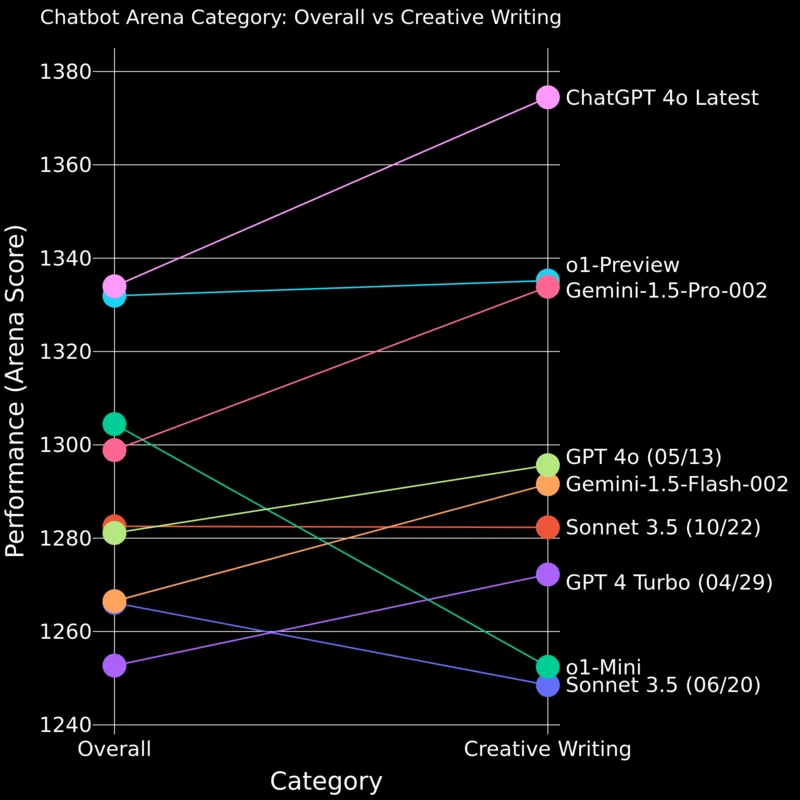 Chatbot Arena Category: Overall vs Creative Writing
1380
1360
1340
1320
1300
1280
1260
1240
Performance (Arena Score)
ChatGPT 4o Latest
o1-Preview
Gemini-1.5-Pro-002
GPT 4o (05/13)
Gemini-1.5-Flash-002
Sonnet 3.5 (10/22)
GPT 4 Turbo (04/29)
o1-Mini
Sonnet 3.5 (06/20)
Overall
Creative Writing
Category